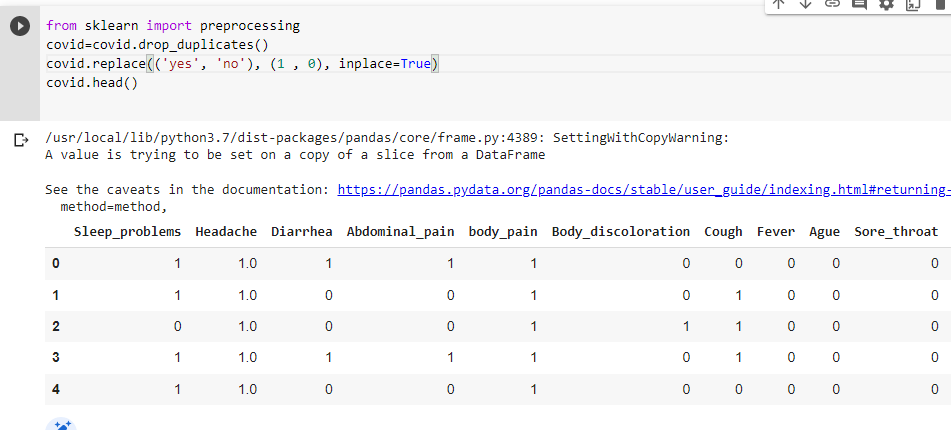 from sklearn import preprocessing
covid=covid.drop_duplicates()
covid.replace(('yes', 'no'), (1 , 0), inplace=True)
covid.head()
/usr/local/lib/python3.7/dist-packages/pandas/core/frame.py:4389: SettingWithCopyWarning:
A value is trying to be set on a copy of a slice from a DataFrame
See the caveats in the documentation: https://pandas.pydata.org/pandas-docs/stable/user_guide/indexing.html#returning-
method=method,
Sleep_problems Headache Diarrhea Abdominal_pain body_pain Body_discoloration Cough Fever Ague Sore_throat
0 1 1.0 1 1 1 0 0 0 0 0
1 1 1.0 0 0 1 0 1 0 0 0
2 0 1.0 0 0 1 1 1 0 0 0
3 1 1.0 1 1 1 0 1 0 0 0
4 1 1.0 0 0 1 0 0 0 0 0